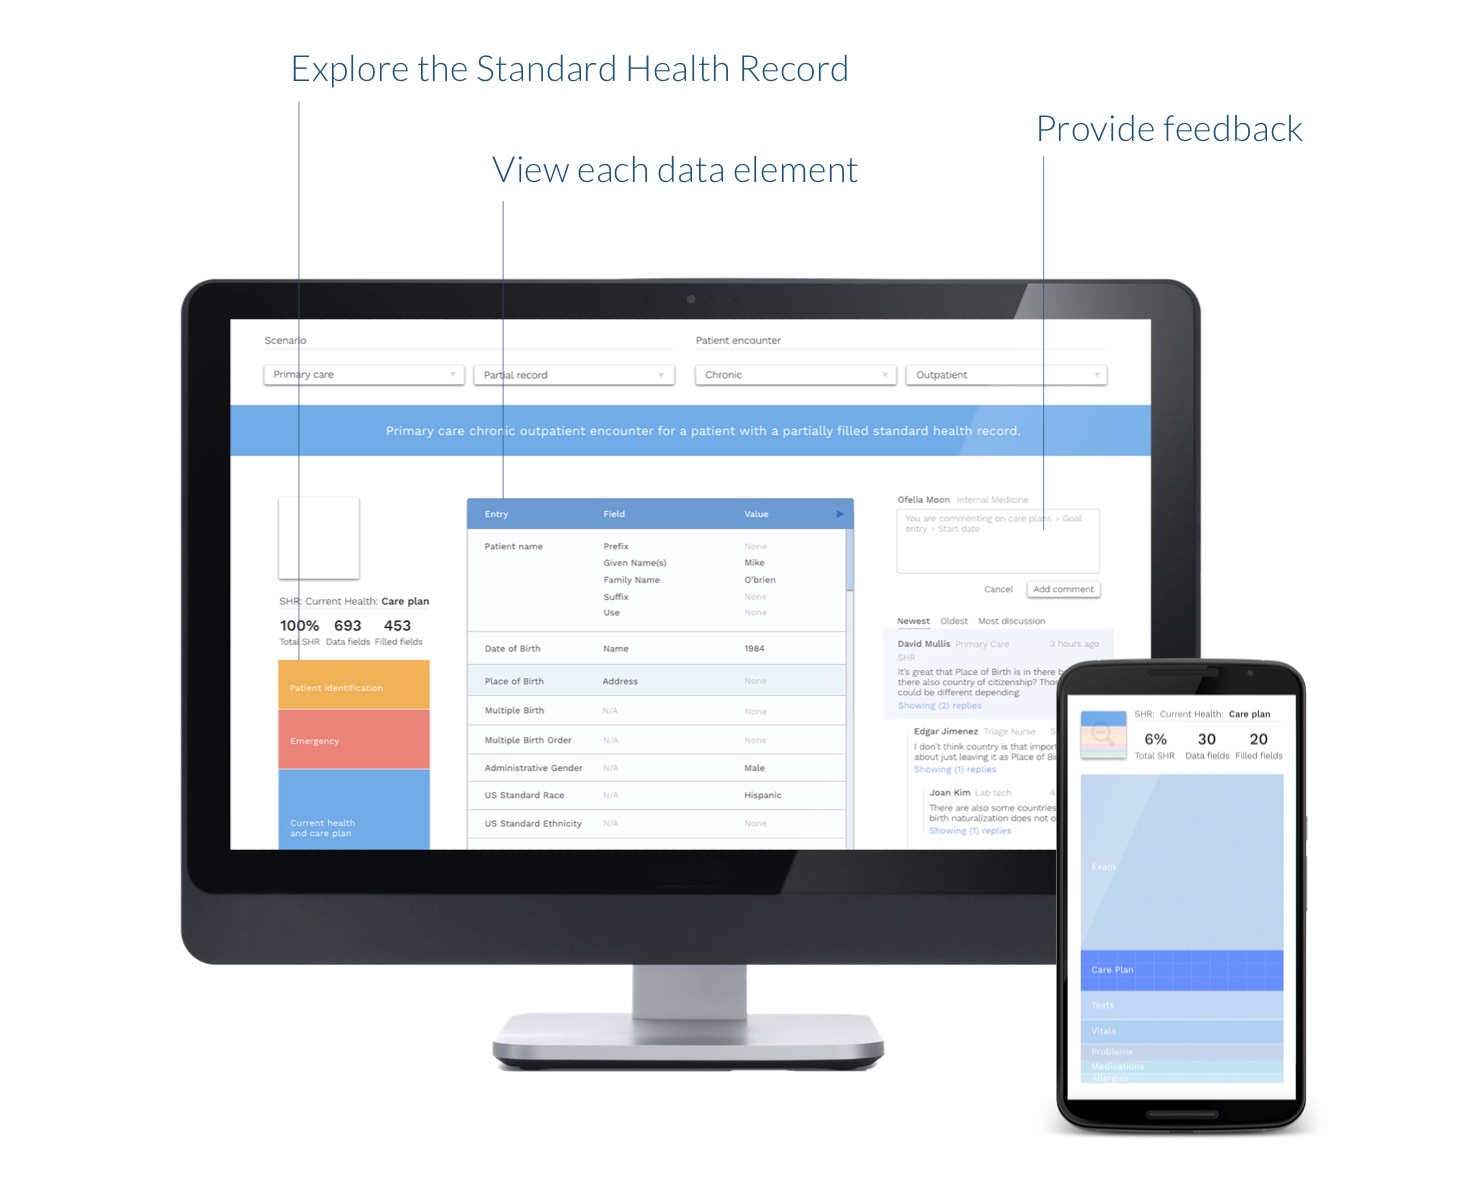 Explore the Standard Health Record
Provide feedback
View each data element
Scenario
Patient encounter
Primary care
Partial record
Chronic
Outpatient
Primary care chronic outpatient encounter for a patient with a partially filled standard health record.
SHR: Current Health: Care plan
100% 693 453
Total SHR Data fields Filled fields
Patient identification
Emergency
Current health
and care plan
Entry Field Value
Patient name Prefix None
Given Name(s) Mike
Family Name O'brien
Suffix None
Use None
Date of Birth Name 1984
Place of Birth Address None
Multiple Birth N/A None
Multiple Birth Order N/A None
Administrative Gender N/A Male
US Standard Race N/A Hispanic
US Standard Ethnicity N/A None
Ofelia Moon Internal Medicine
You are commenting on care plans > Goal
entry > Start date
Cancel Add comment
Newest Oldest Most discussion
David Mullis Primary Care 3 hours ago
SHR
It's great that Place of Birth is in there
there also country of citizenship?
could be different depending.
Showing (2) replies
Edgar Jimenez Triage Nurse 5
I don't think country is that
about just leaving it as Place of
Showing (1) replies
Joan Kim Lab tech 4
There are also some countries
birth naturalization does not
Showing (1) replies
SHR: Current Health: Care plan
6% 30 20
Total SHR Data fields Filled fields
Exam
Care Plan
Tests
Vitals
Problems
Medications
Allergies